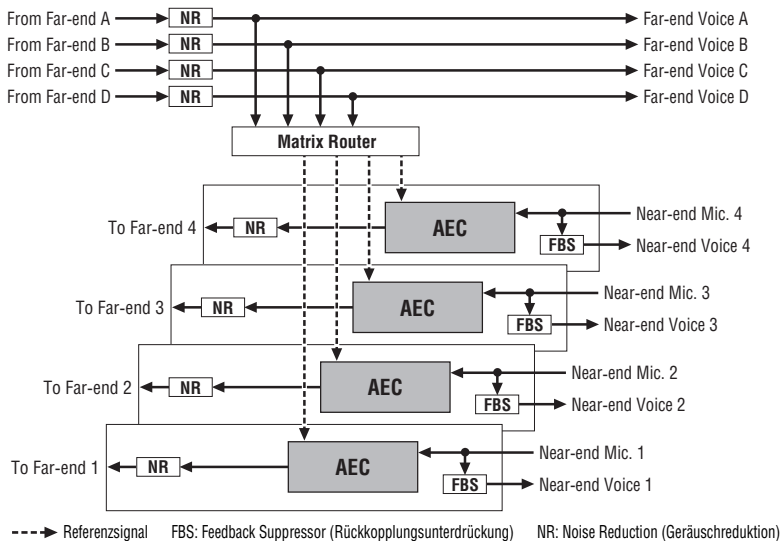 From Far-end A NR Far-end Voice A
From Far-end B NR Far-end Voice B
From Far-end C NR Far-end Voice C
From Far-end D NR Far-end Voice D
Matrix Router
Near-end Mic. 4
To Far-end 4 NR AEC
FBS Near-end Voice 4
Near-end Mic. 3
To Far-end 3 NR AEC
FBS Near-end Voice 3
Near-end Mic. 2
To Far-end 2 NR AEC
FBS Near-end Voice 2
Near-end Mic. 1
To Far-end 1 NR AEC
FBS Near-end Voice 1
Referenzsignal FBS: Feedback Suppressor (Rückkopplungsunterdrückung) NR: Noise Reduction (Geräuschreduktion)